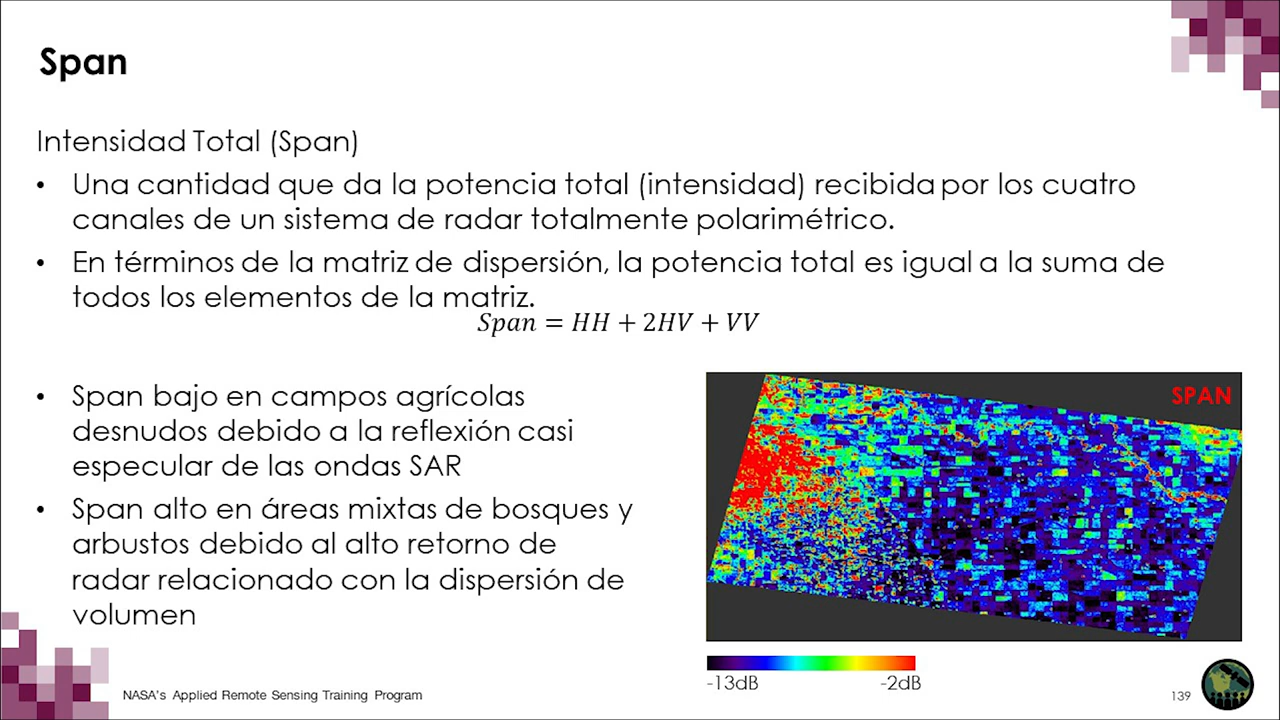 Span
Intensidad Total (Span)
• Una cantidad que da la potencia total (intensidad) recibida por los cuatro
canales de un sistema de radar totalmente polarimétrico.
• En términos de la matriz de dispersión, la potencia total es igual a la suma de
todos los elementos de la matriz.
Span = HH + 2HV + VV
• Span bajo en campos agrícolas
desnudos debido a la reflexión casi
especular de las ondas SAR
• Span alto en áreas mixtas de bosques y
arbustos debido al alto retorno de
radar relacionado con la dispersión de
volumen
SPAN
-13dB -2dB
NASA's Applied Remote Sensing Training Program
139